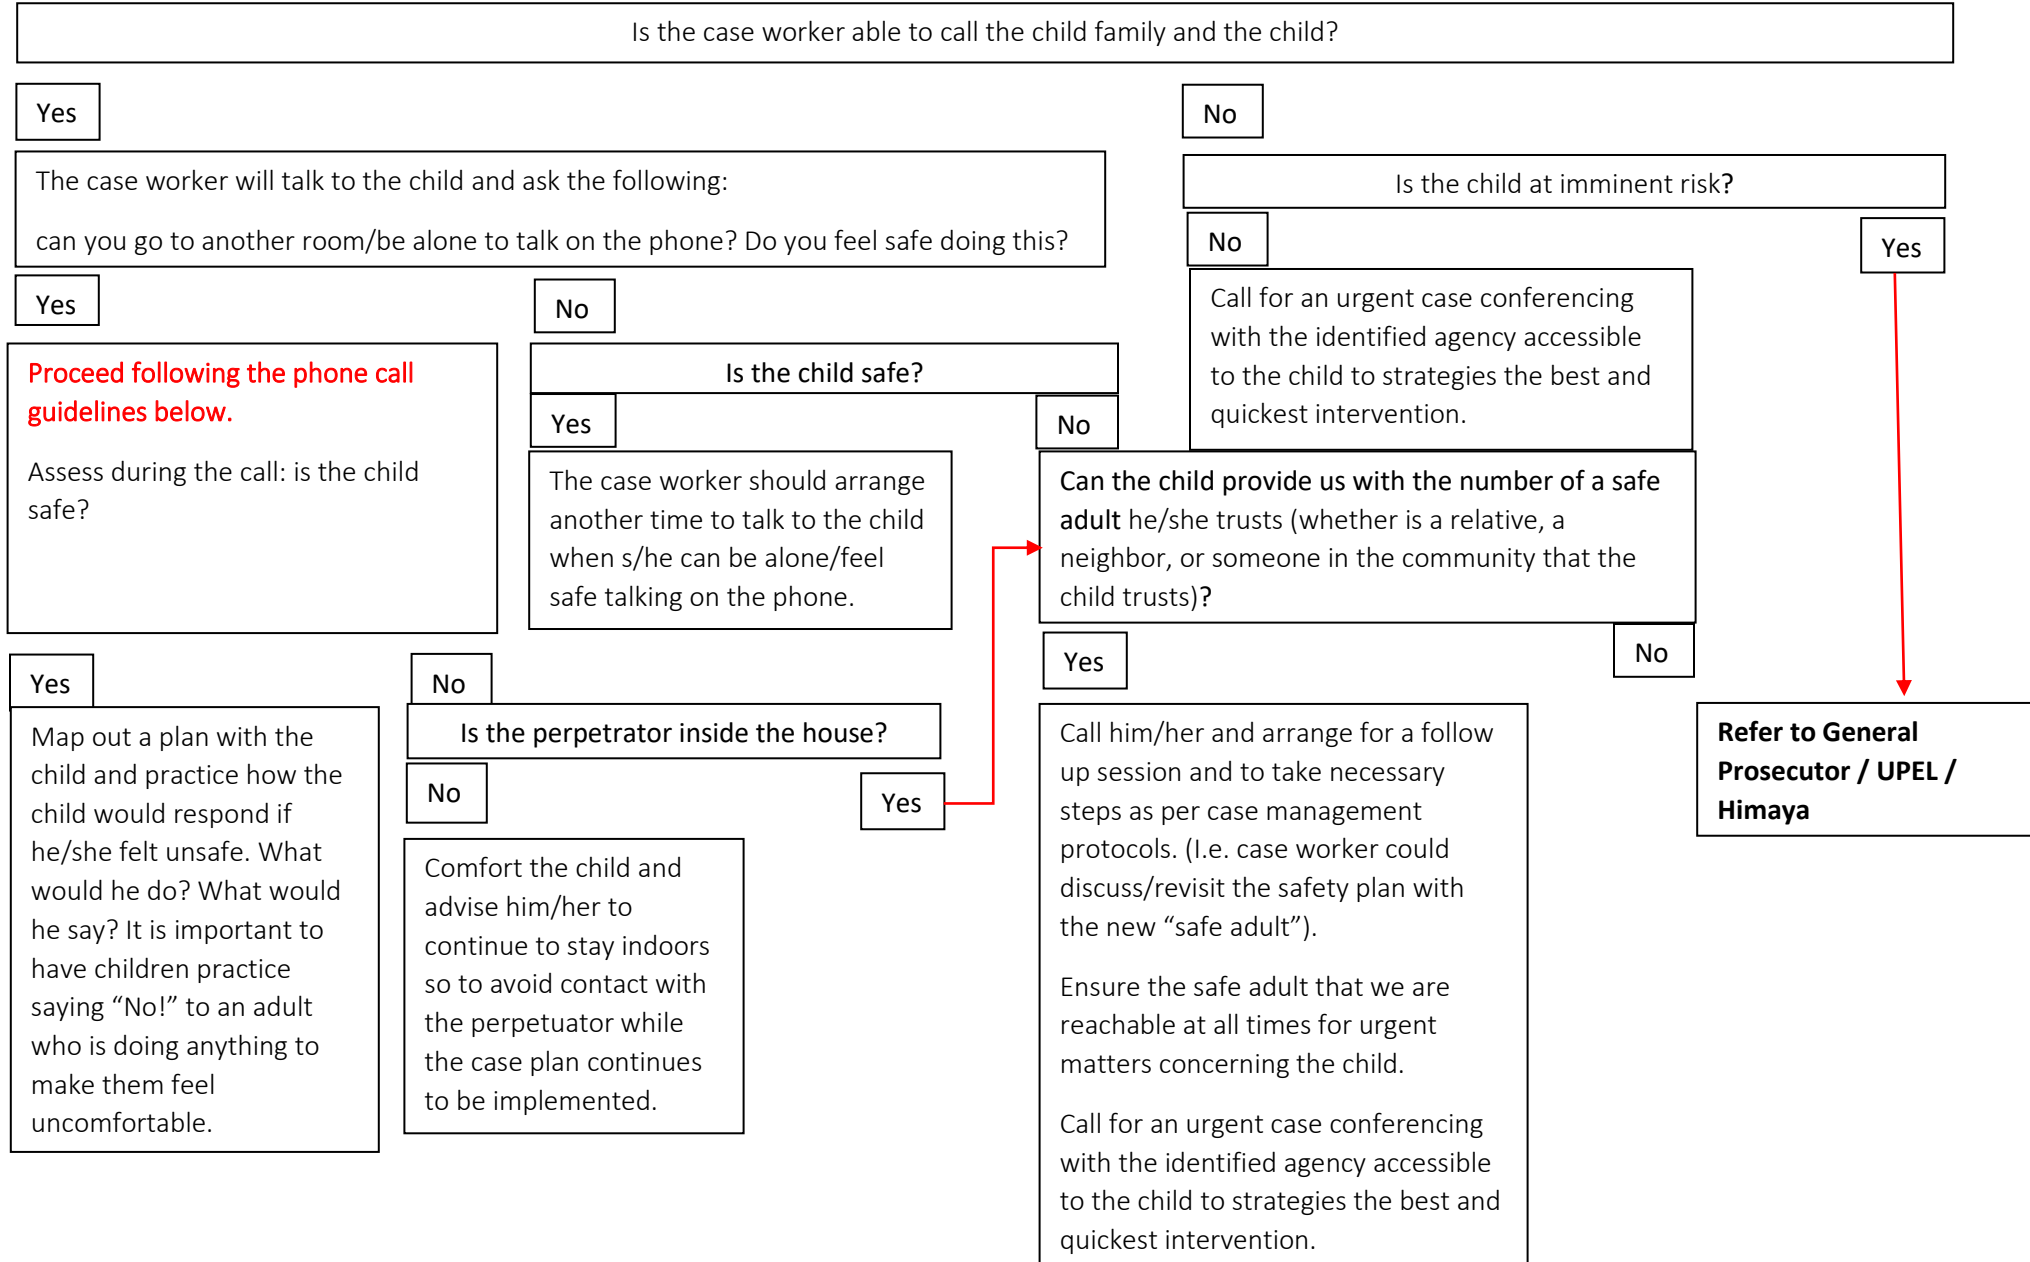 Is the case worker able to call the child family and the child?
Yes
No
The case worker will talk to the child and ask the following:
can you go to another room/be alone to talk on the phone? Do you feel safe doing this?
Is the child at imminent risk?
No
Yes
Yes
No
Call for an urgent case conferencing
with the identified agency accessible
to the child to strategies the best and
quickest intervention.
Proceed following the phone call
guidelines below.
Assess during the call: is the child
safe?
Is the child safe?
Yes
No
The case worker should arrange
another time to talk to the child
when s/he can be alone/feel
safe talking on the phone.
Can the child provide us with the number of a safe
adult he/she trusts (whether is a relative, a
neighbor, or someone in the community that the
child trusts)?
Yes
No
Yes
No
Map out a plan with the
child and practice how the
child would respond if
he/she felt unsafe. What
would he do? What would
he say? It is important to
have children practice
saying “No!” to an adult
who is doing anything to
make them feel
uncomfortable.
Is the perpetrator inside the house?
No
Yes
Comfort the child and
advise him/her to
continue to stay indoors
so to avoid contact with
the perpetuator while
the case plan continues
to be implemented.
Call him/her and arrange for a follow
up session and to take necessary
steps as per case management
protocols. (I.e. case worker could
discuss/revisit the safety plan with
the new “safe adult”).
Ensure the safe adult that we are
reachable at all times for urgent
matters concerning the child.
Call for an urgent case conferencing
with the identified agency accessible
to the child to strategies the best and
quickest intervention.
Refer to General
Prosecutor / UPEL /
Himaya